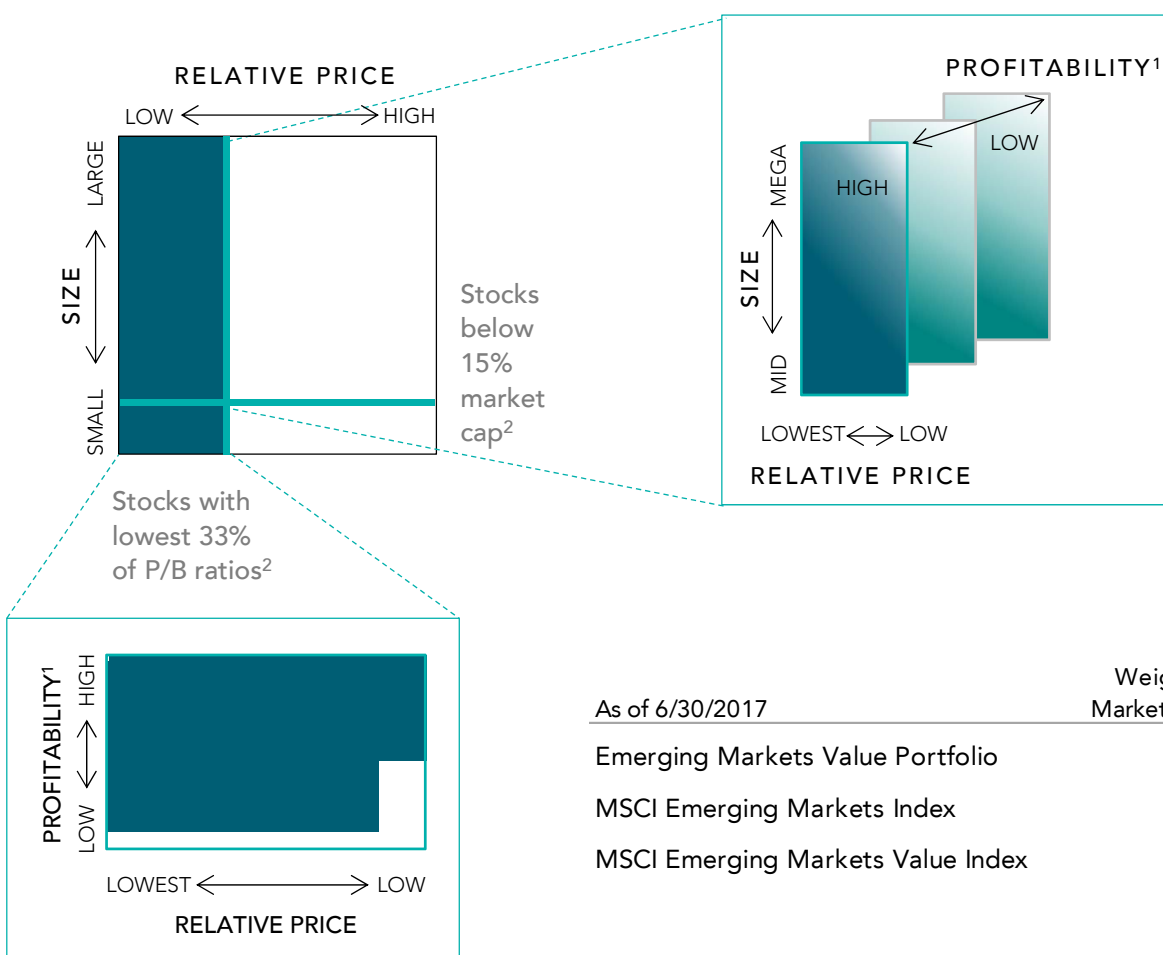 RELATIVE PRICE
LOW HIGH
LARGE
SIZE
SMALL
Stocks
below
15%
market
cap2
Stocks with
lowest 33%
of P/B ratios2
PROFITABILITY1
MEGA
SIZE
MID
HIGH
LOW
LOWEST LOW
RELATIVE PRICE
PROFITABILITY1
HIGH
LOW
LOWEST LOW
RELATIVE PRICE
Weig
As of 6/30/2017 Market
Emerging Markets Value Portfolio
MSCI Emerging Markets Index
MSCI Emerging Markets Value Index